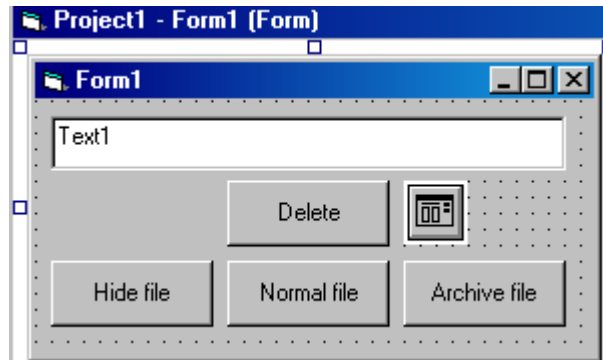 Project1 - Form1 (Form)
Form1
Text1
Delete
Hide file
Normal file
Archive file